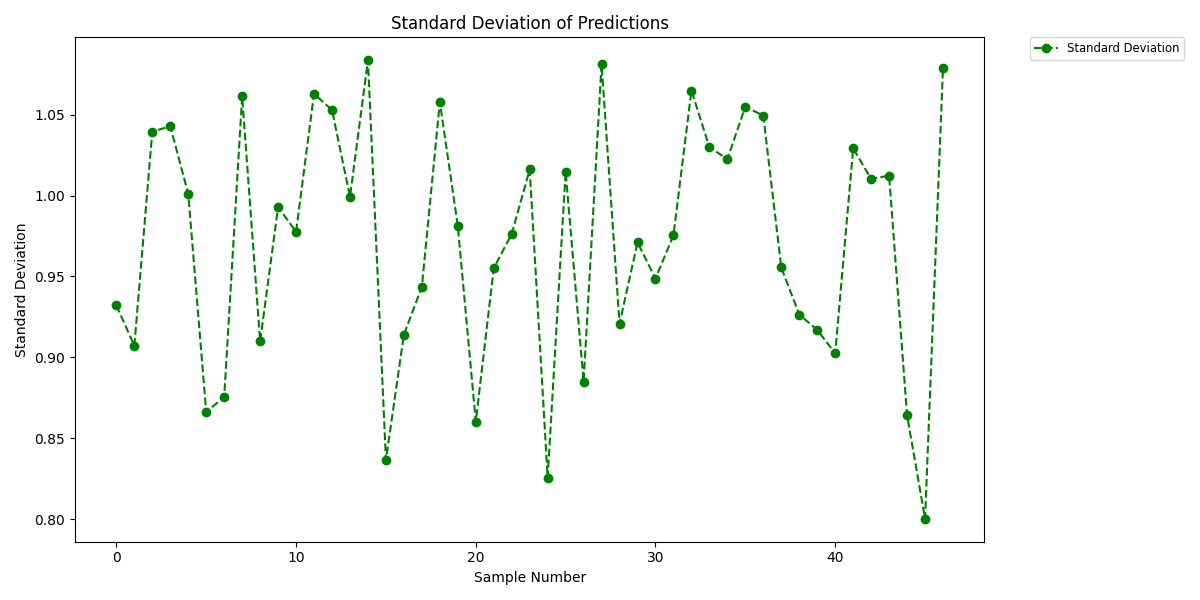 Standard Deviation of Predictions
Standard Deviation
Standard Deviation
1.05
1.00
0.95
0.90
0.85
0.80
0
10
20
30
40
Sample Number